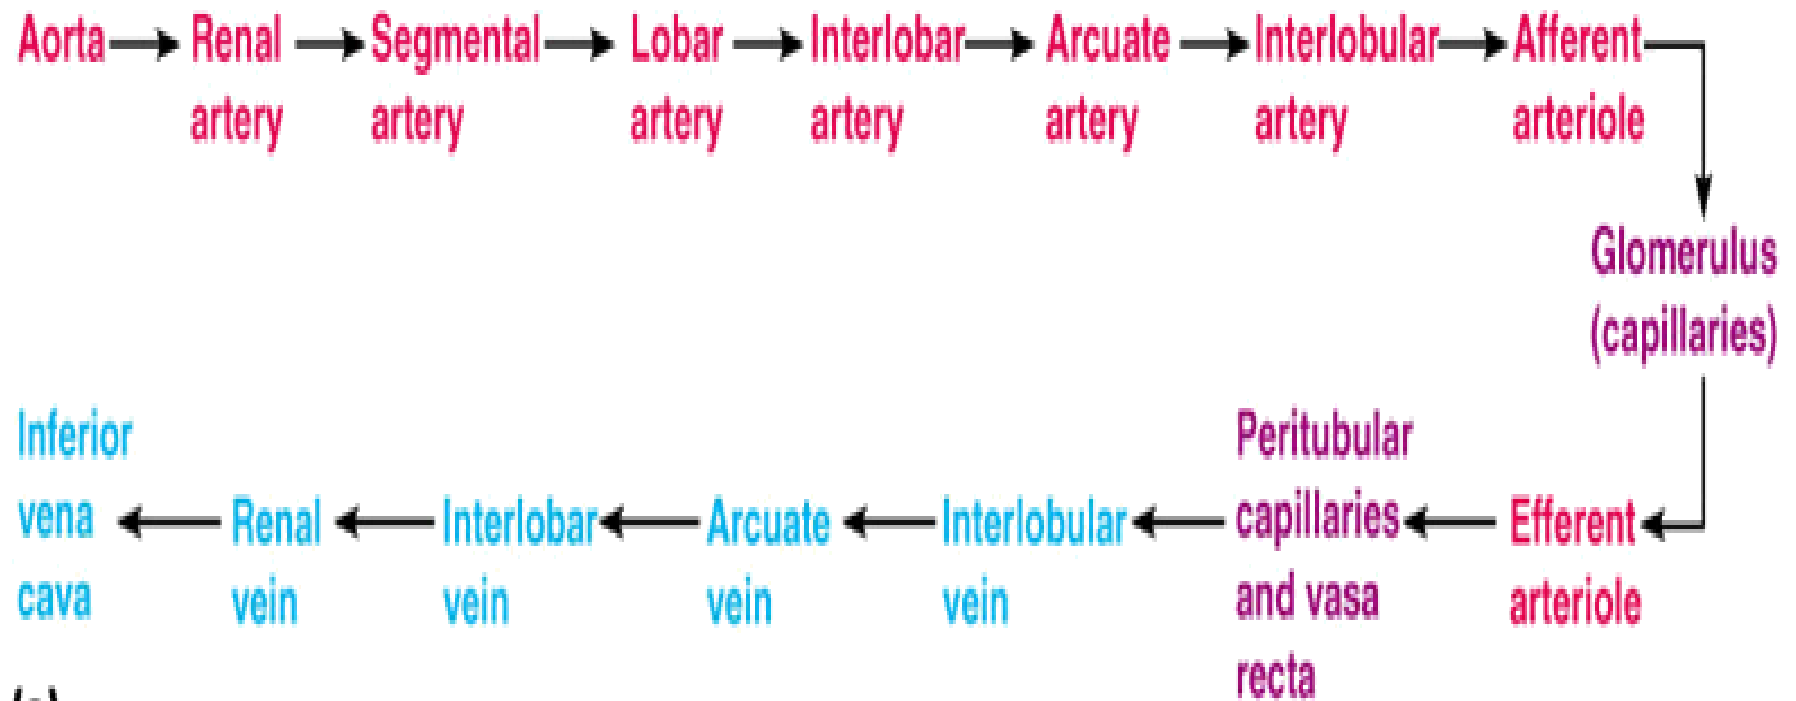 Aorta Renal Segmental Lobar Interlobar Arcuate Interlobular Afferent
artery artery artery artery artery artery arteriole
Glomerulus
(capillaries)
Inferior Peritubular
vena Renal Interlobar Arcuate Interlobular capillaries Efferent
cava vein vein vein vein and vasa arteriole
recta